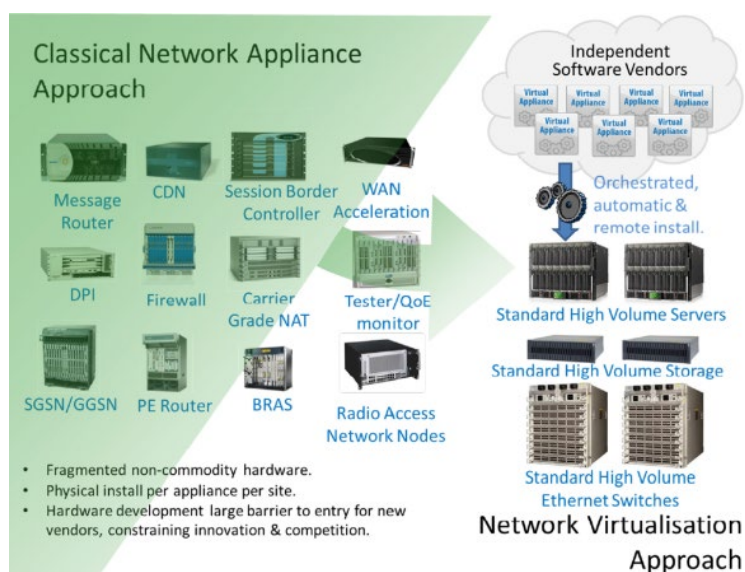 Classical Network Appliance
Approach
Message
Router
CDN
Session Border
Controller
WAN
Acceleration
DPI
Firewall
Carrier
Grade NAT
Tester/QoE
monitor
SGSN/GGSN
PE Router
BRAS
Radio Access
Network Nodes
• Fragmented non-commodity hardware.
• Physical install per appliance per site.
• Hardware development large barrier to entry for new
vendors, constraining innovation & competition.
Independent
Software Vendors
Virtual
Appliance
Virtual
Appliance
Virtual
Appliance
Virtual
Appliance
Virtual
Appliance
Virtual
Appliance
Virtual
Appliance
Orchestrated,
automatic &
remote install.
Standard High Volume Servers
Standard High Volume Storage
Standard High Volume
Ethernet Switches
Network Virtualisation
Approach